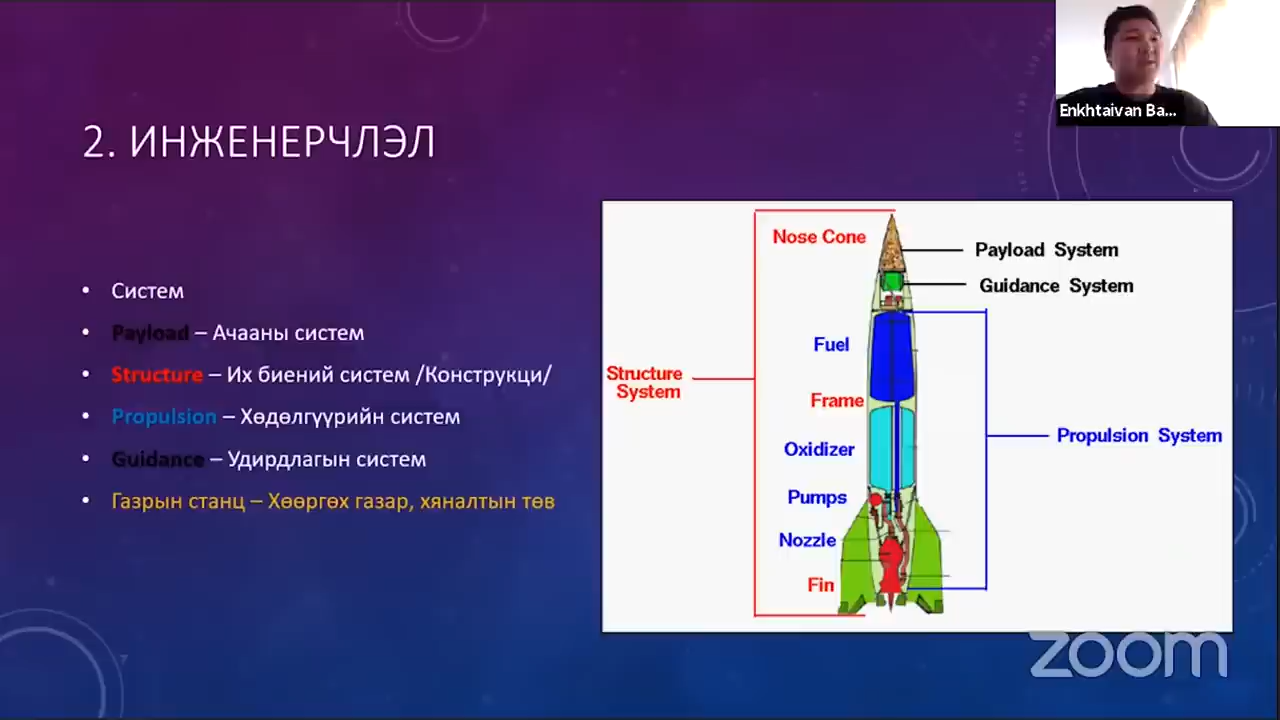 Enkhtaivan Ba...
2. ИНЖЕНЕРЧЛЭЛ
• Систем
• Payload – Ачааны систем
• Structure – Их биений систем /Конструкци/
• Propulsion – Хөдөлгүүрийн систем
• Guidance – Удирдлагын систем
• Газрын станц – Хөөргөх газар, хяналтын төв
Nose Cone
Payload System
Guidance System
Fuel
Structure
System
Frame
Propulsion System
Oxidizer
Pumps
Nozzle
Fin
zoom